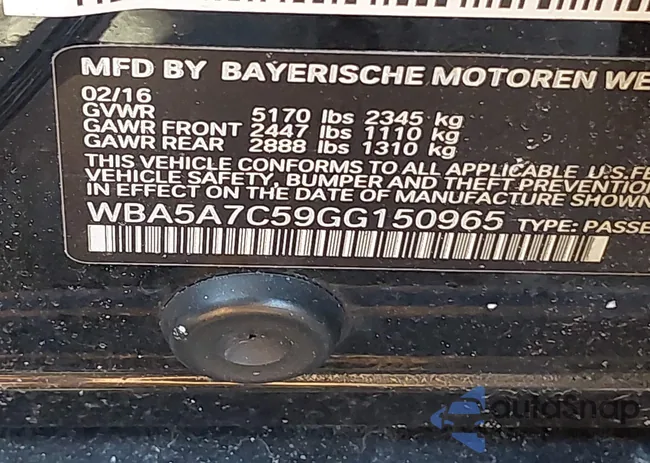 MFD BY BAYERISCHE MOTOREN WE
02/16
GVWR 5170 lbs 2345 kg
GAWR FRONT 2447 lbs 1110 kg
GAWR REAR 2888 lbs 1310 kg
THIS VEHICLE CONFORMS TO ALL APPLICABLE U.S.FE
VEHICLE SAFETY, BUMPER AND THEFT PREVENTION
IN EFFECT ON THE DATE OF MANUFACTURE SHOWN
WBA5A7C59GG150965 TYPE: PASSE
autosnap